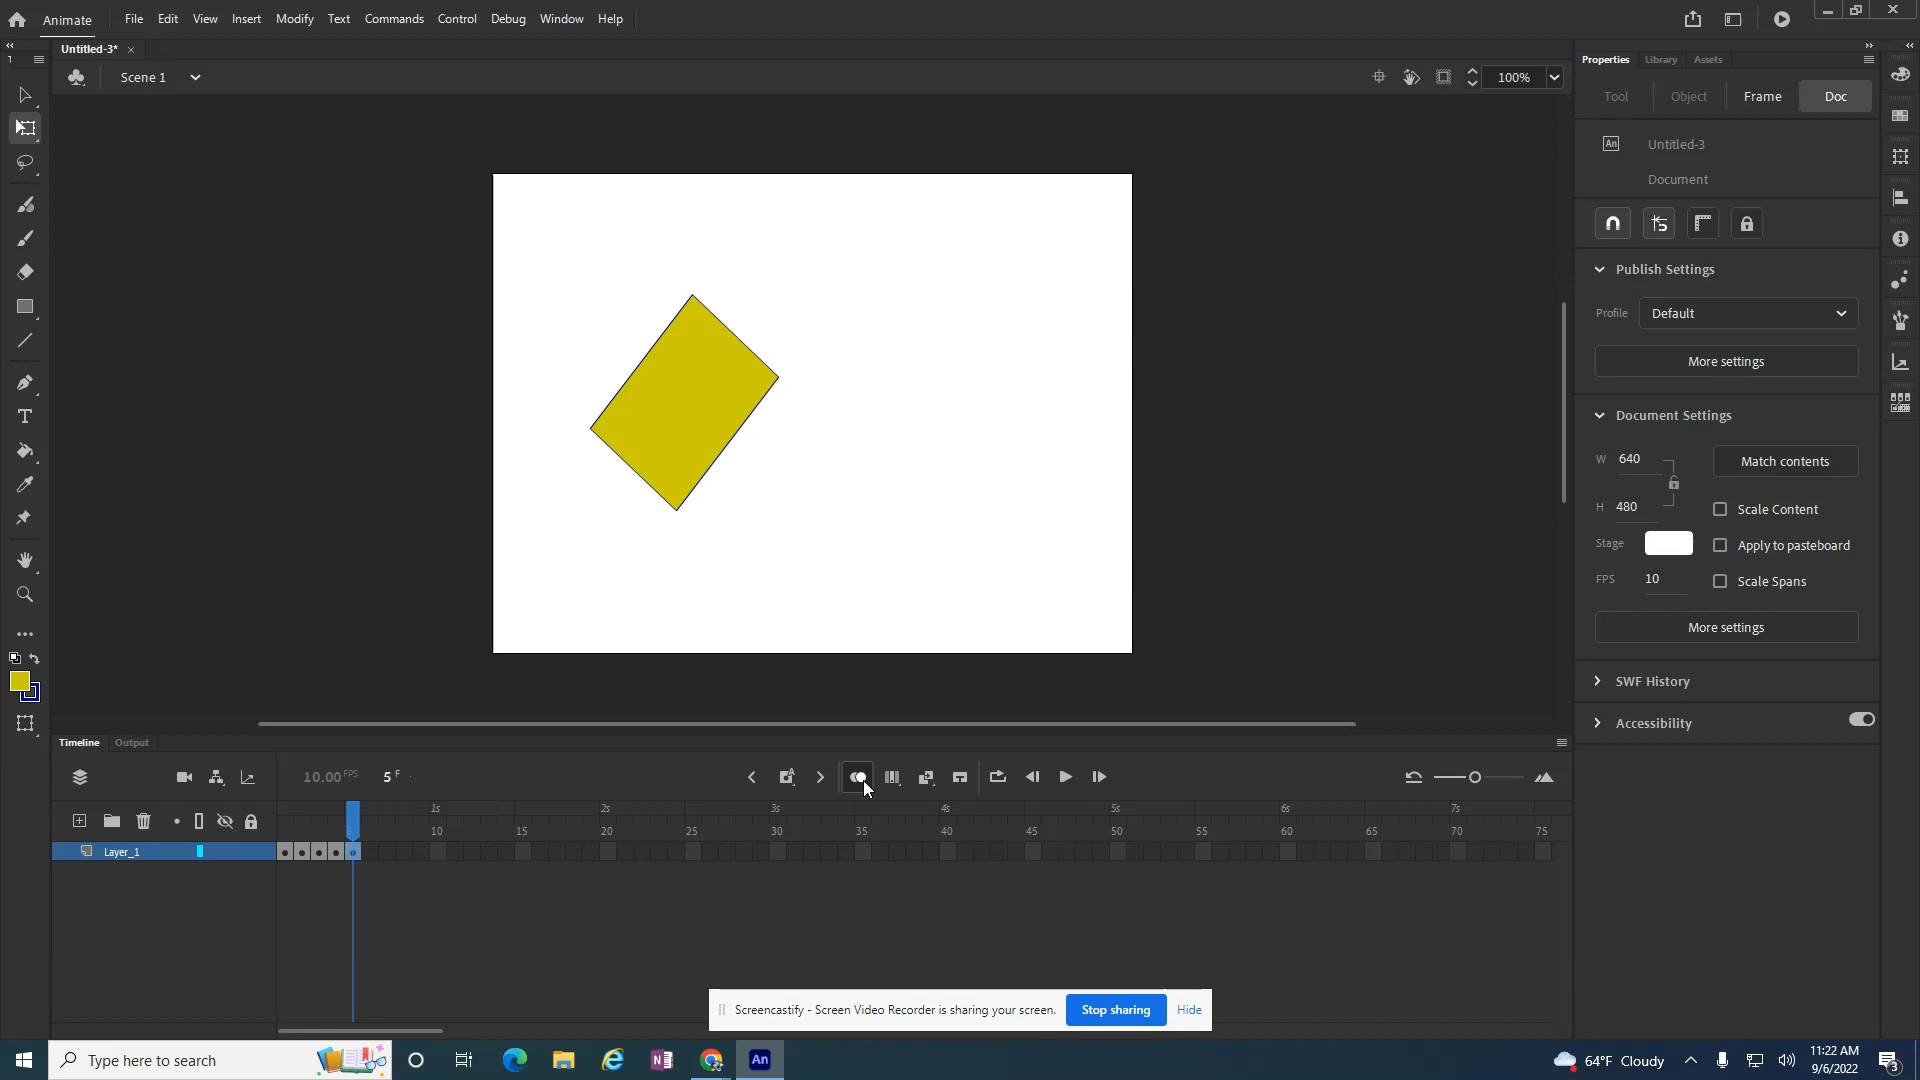 Animate File Edit View Insert Modify Text Commands Control Debug Window Help
Untitled-3* ×
Scene 1 100%
Properties Library Assets
Tool Object Frame Doc
An Untitled-3
Document
Publish Settings
Profile Default
More settings
Document Settings
W 640 Match contents
H 480 Scale Content
Stage Apply to pasteboard
FPS 10 Scale Spans
More settings
SWF History
Accessibility
T
Timeline Output
10.00 FPS 5 F
1s 2s 3s 4s 5s 6s 7s
5 10 15 20 25 30 35 40 45 50 55 60 65 70 75
Layer_1
Screencastify - Screen Video Recorder is sharing your screen. Stop sharing Hide
Type here to search
N An
64°F Cloudy
11:22 AM
9/6/2022
3